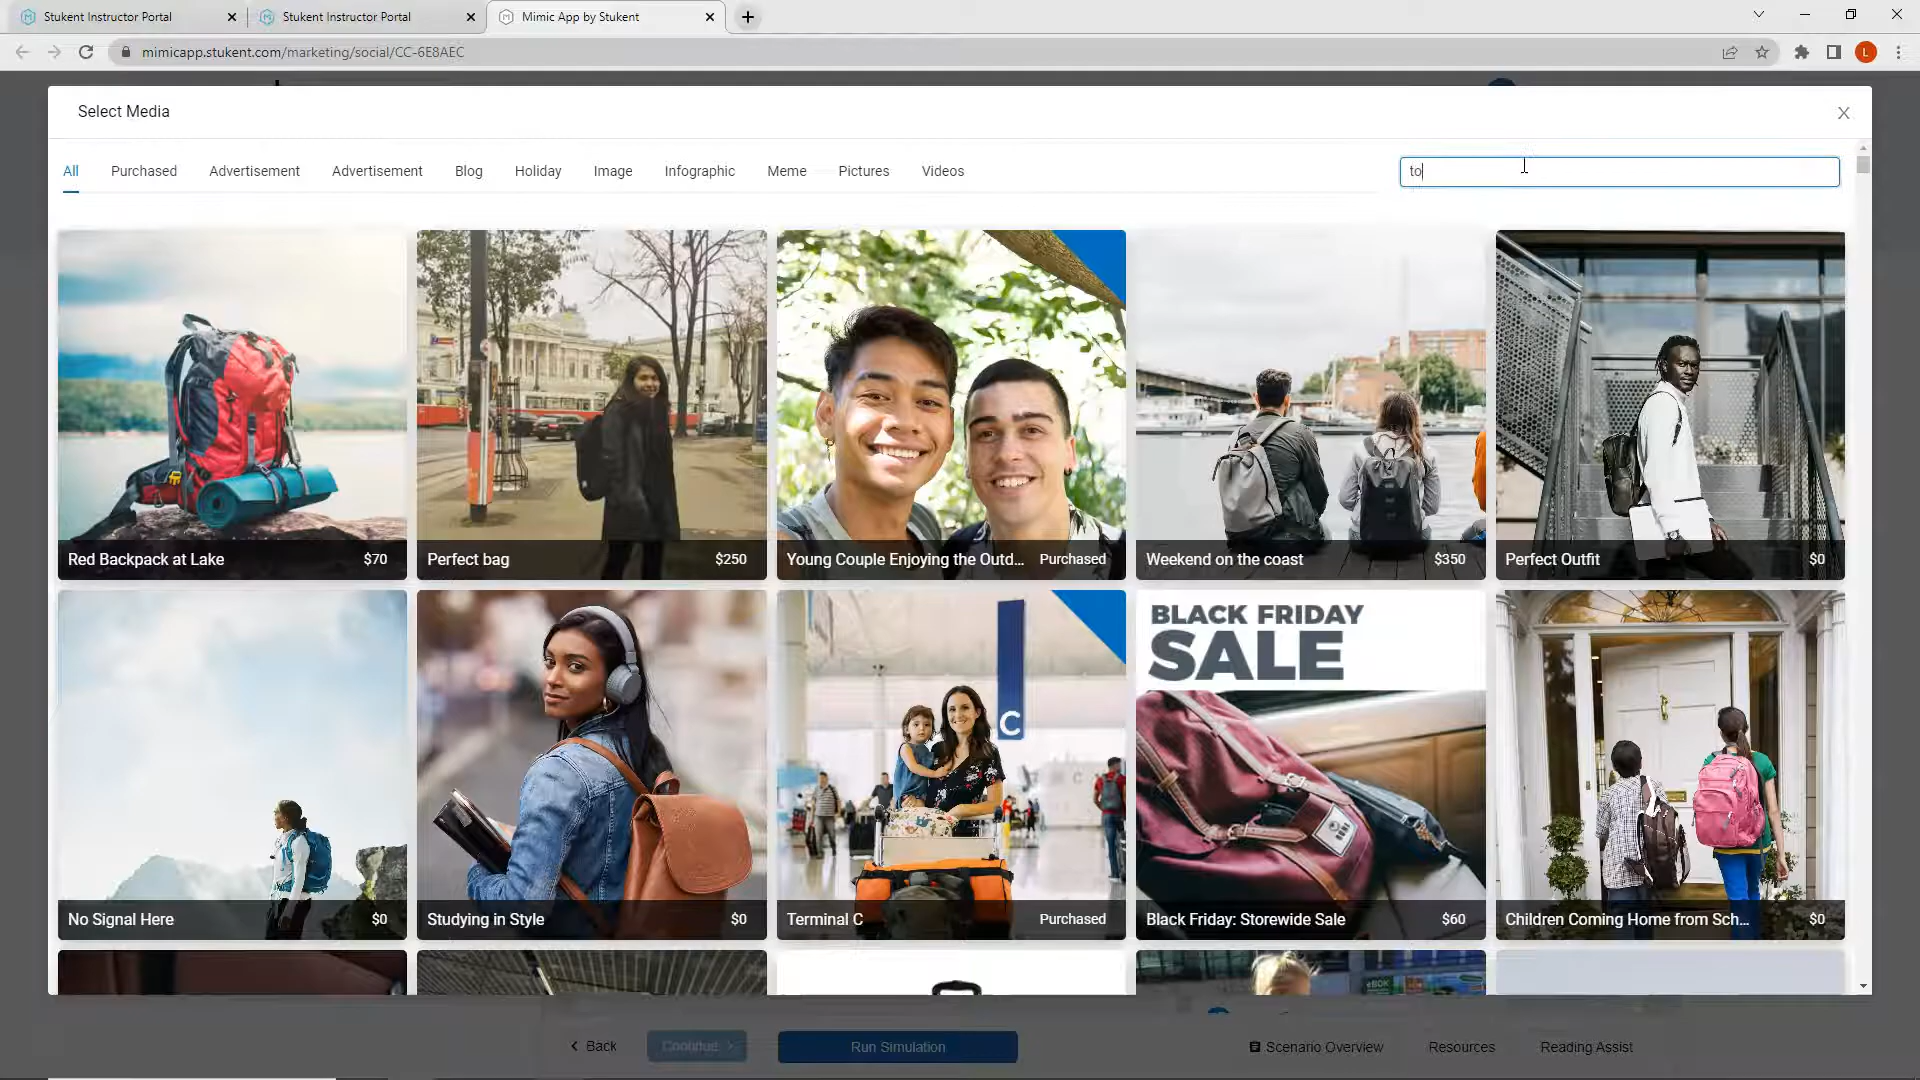 Stukent Instructor Portal
Stukent Instructor Portal
Mimic App by Stukent
mimicapp.stukent.com/marketing/social/CC-6E8AEC
L
Select Media
X
All Purchased Advertisement Advertisement Blog Holiday Image Infographic Meme Pictures Videos
to
Red Backpack at Lake $70
Perfect bag $250
Young Couple Enjoying the Outd... Purchased
Weekend on the coast $350
Perfect Outfit $0
No Signal Here $0
Studying in Style $0
C
Terminal C Purchased
BLACK FRIDAY
SALE
Black Friday: Storewide Sale $60
Children Coming Home from Sch... $0
Back Continue Run Simulation Scenario Overview Resources Reading Assist